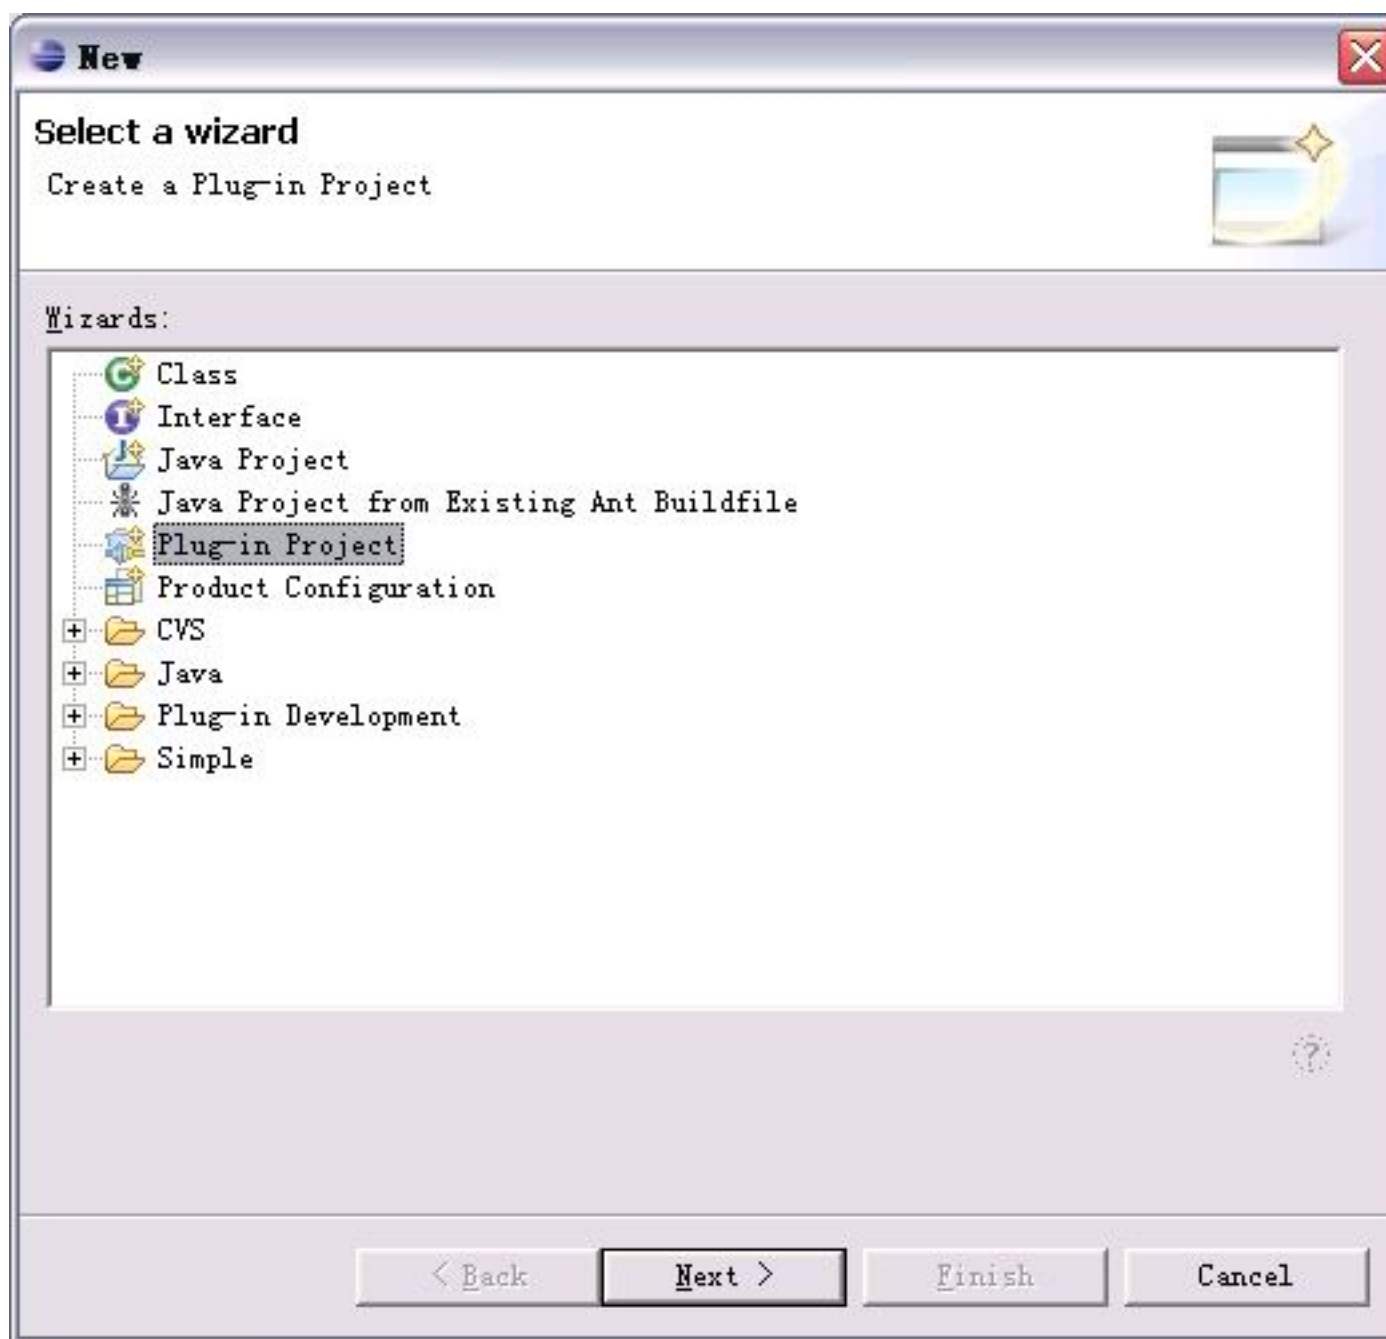 New
Select a wizard
Create a Plug-in Project
Wizards:
Class
Interface
Java Project
Java Project from Existing Ant Buildfile
Plug-in Project
Product Configuration
CVS
Java
Plug-in Development
Simple
?
< Back Next > Finish Cancel